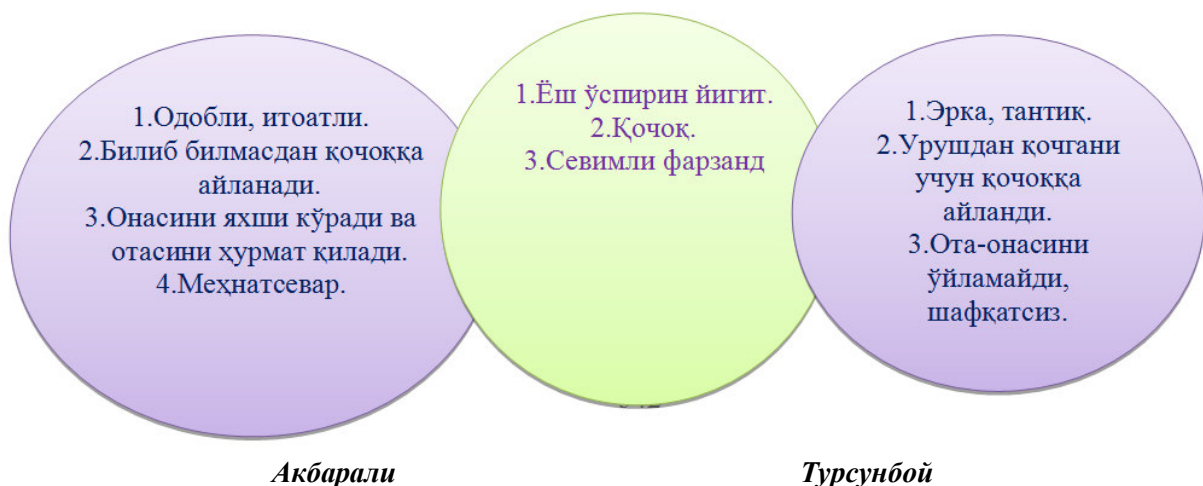 1.Одобли, итоатли.
2.Билиб билмасдан қочоққа
айланади.
3.Онасини яхши кўради ва
отасини ҳурмат қилади.
4.Меҳнатсевар.
1.Ёш ўспирин йигит.
2.Қочоқ.
3.Севимли фарзанд
1.Эрка, тантиқ.
2.Урушдан қочгани
учун қочоққа
айланди.
3.Ота-онасини
ўйламайди,
шафқатсиз.
Акбарали
Турсунбой